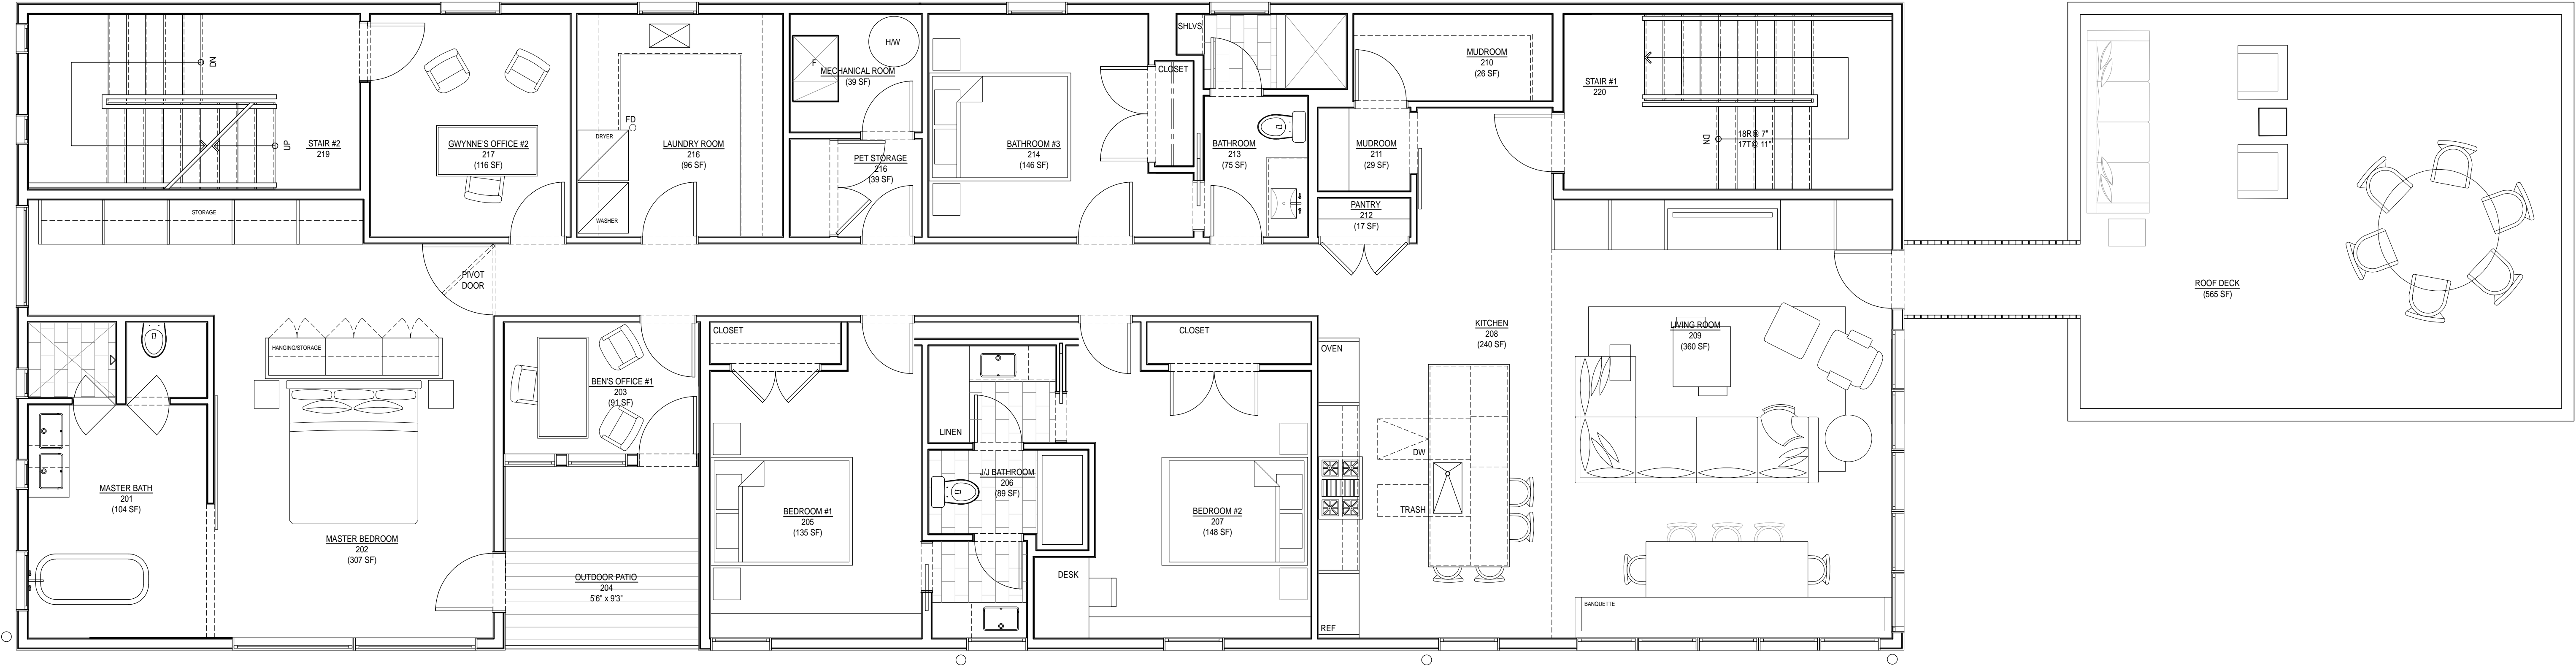 SHLVS
H/W
F
MECHANICAL ROOM
(39 SF)
CLOSET
MUDROOM
210
(26 SF)
STAIR #1
220
DN
DN
18R@ 7"
17T@ 11"
STAIR #2
219
UP
GWYNNE'S OFFICE #2
217
(116 SF)
FD
DRYER
WASHER
LAUNDRY ROOM
216
(96 SF)
PET STORAGE
216
(39 SF)
BATHROOM #3
214
(146 SF)
BATHROOM
213
(75 SF)
MUDROOM
211
(29 SF)
PANTRY
212
(17 SF)
STORAGE
PIVOT
DOOR
ROOF DECK
(565 SF)
HANGING/STORAGE
CLOSET
CLOSET
KITCHEN
208
(240 SF)
LIVING ROOM
209
(360 SF)
OVEN
BEN'S OFFICE #1
203
(91 SF)
LINEN
J/J BATHROOM
206
(89 SF)
DW
TRASH
MASTER BATH
201
(104 SF)
MASTER BEDROOM
202
(307 SF)
BEDROOM #1
205
(135 SF)
BEDROOM #2
207
(148 SF)
OUTDOOR PATIO
204
5'6" x 9'3"
DESK
BANQUETTE
REF